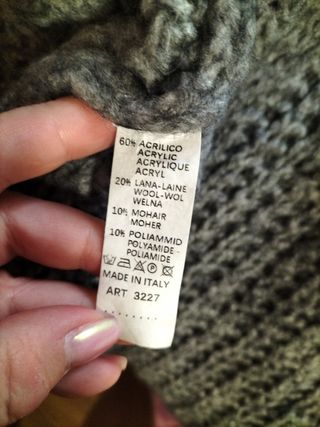 60% ACRILICO
ACRYLIC
ACRYLIQUE
ACRYL
20% LANA-LAINE
WOOL-WOL
WELNA
10% MOHAIR
MOHER
10% POLIAMMID
POLYAMIDE -
POLIAMIDE
MADE IN ITALY
ART 3227
........